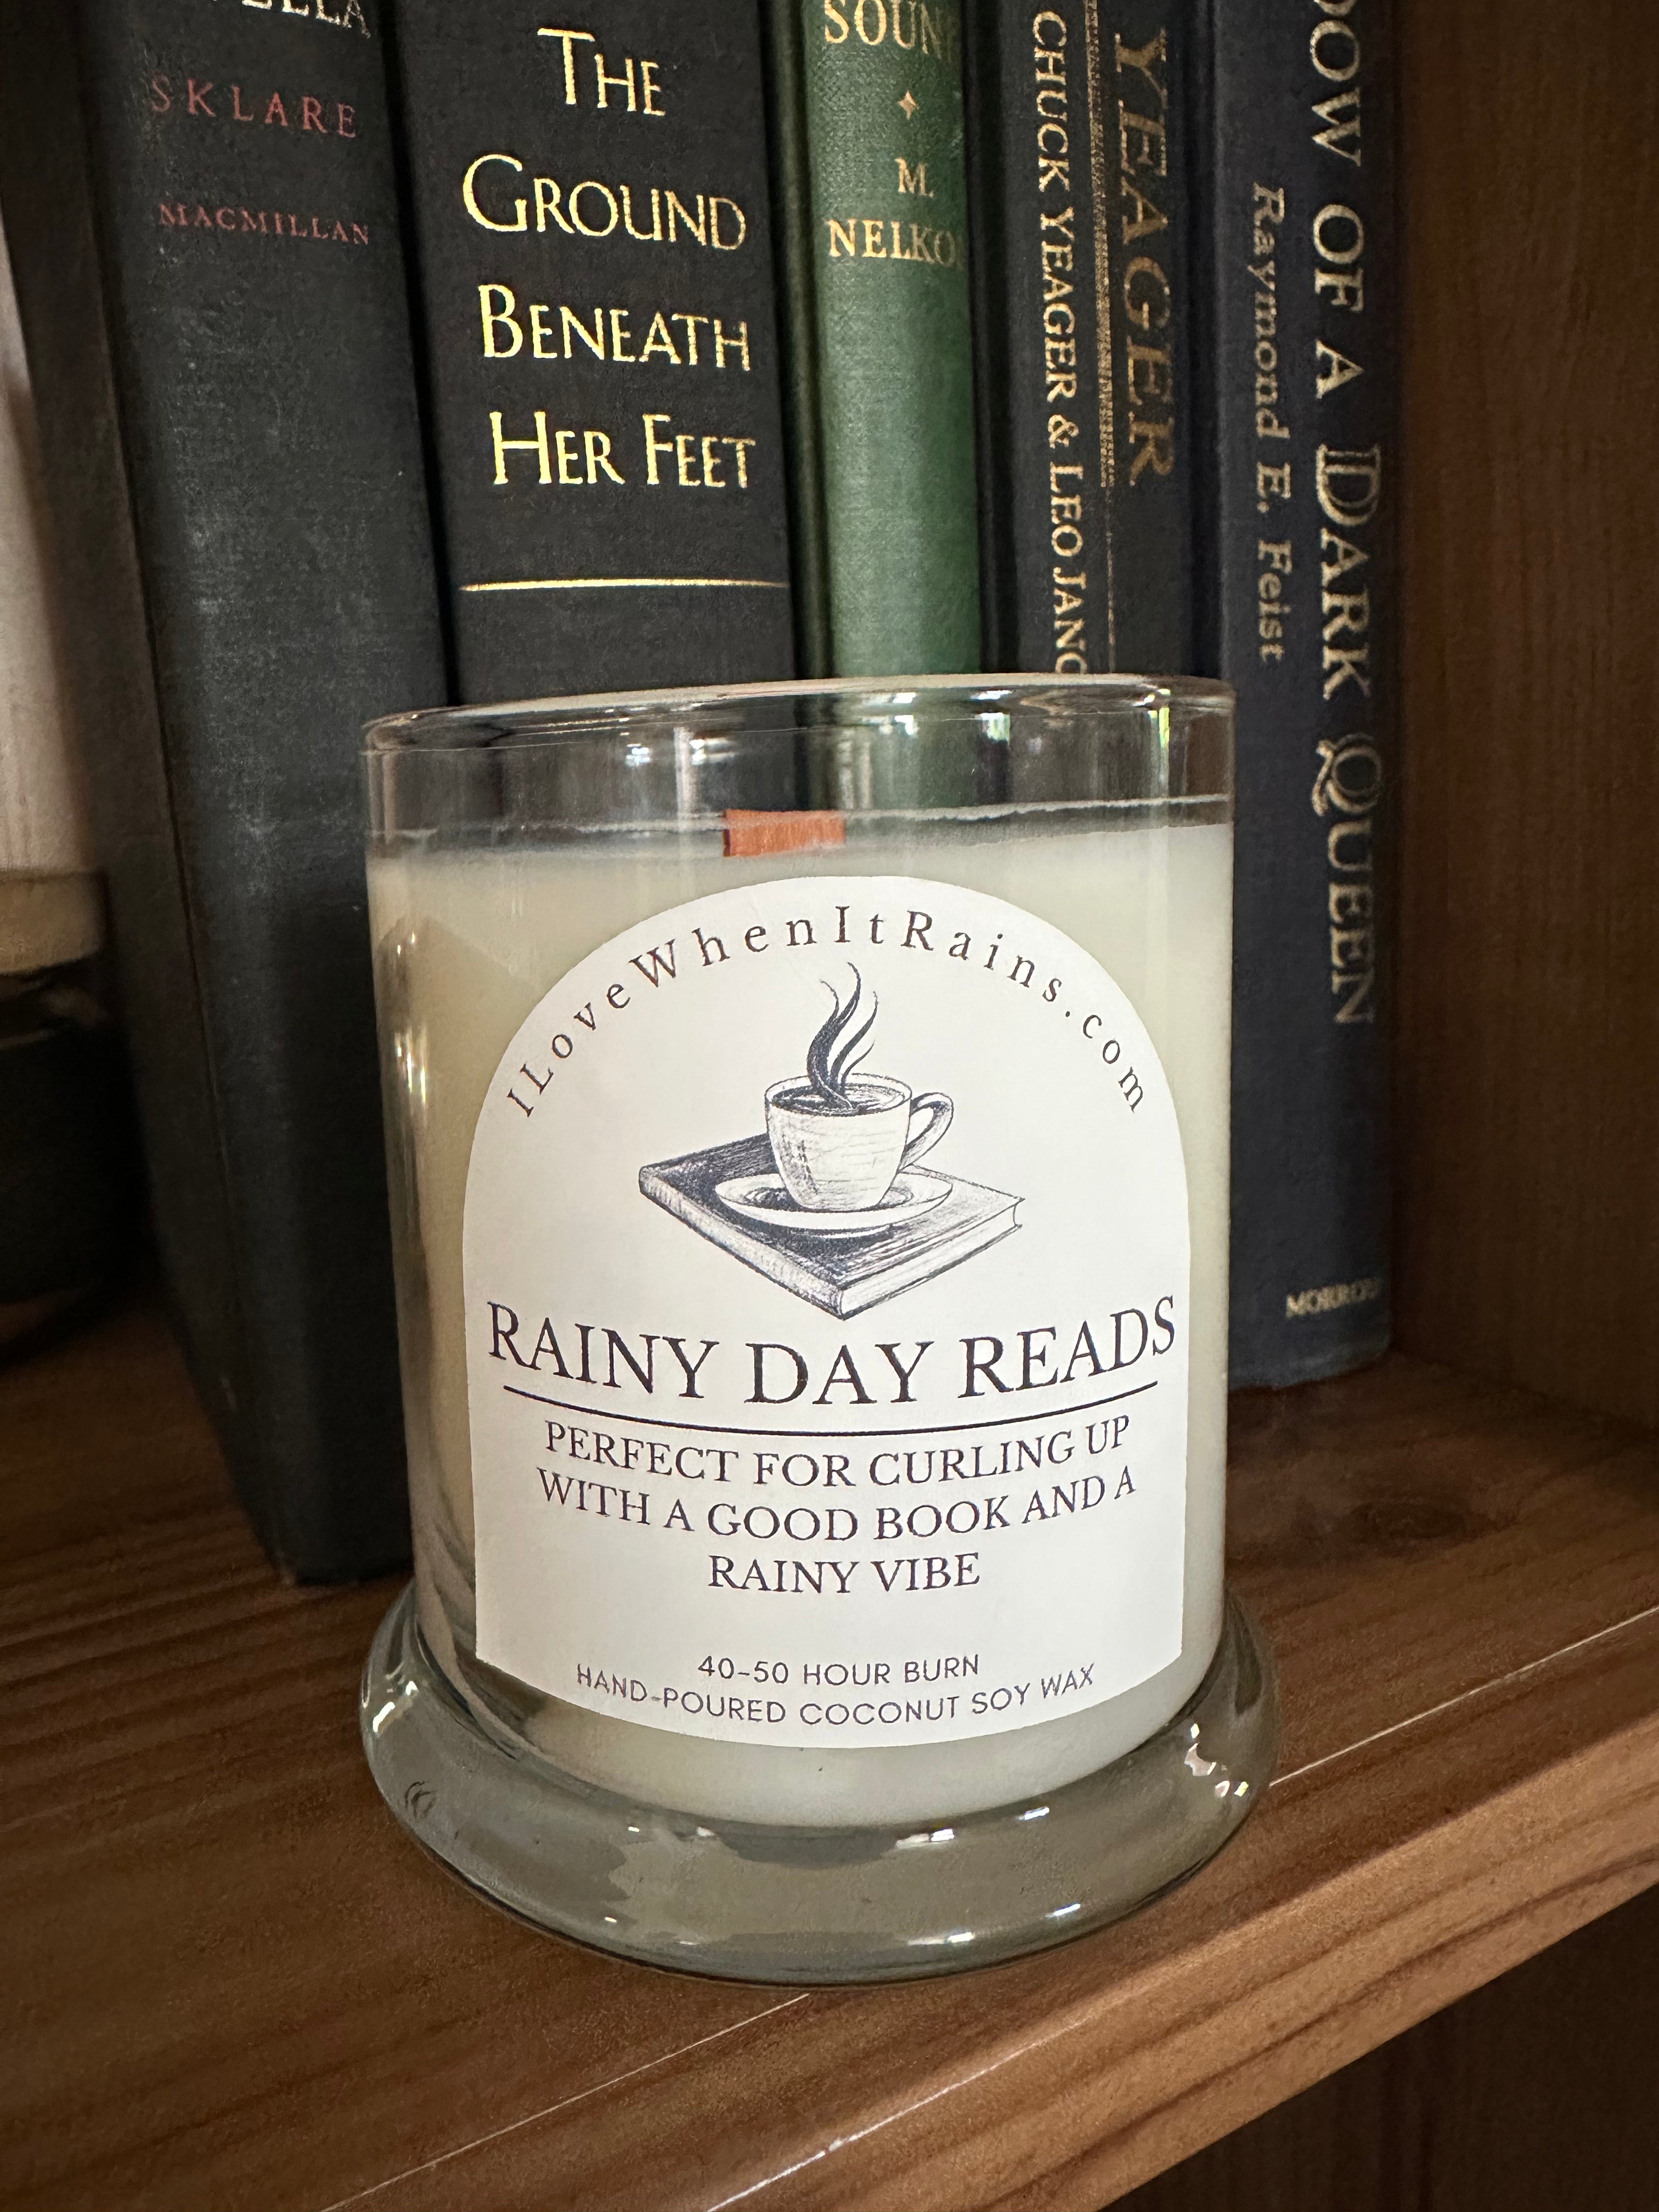 SKLARE
MACMILLAN
THE
GROUND
BENEATH
HER FEET
M.
YEAGER
CHUCK YEAGER & LEO
OF A DARK QUEEN
Raymond E. Feist
ILoveWhenItRains.com
RAINY DAY READS
PERFECT FOR CURLING UP
WITH A GOOD BOOK AND A
RAINY VIBE
40-50 HOUR BURN
HAND-POURED COCONUT SOY WAX